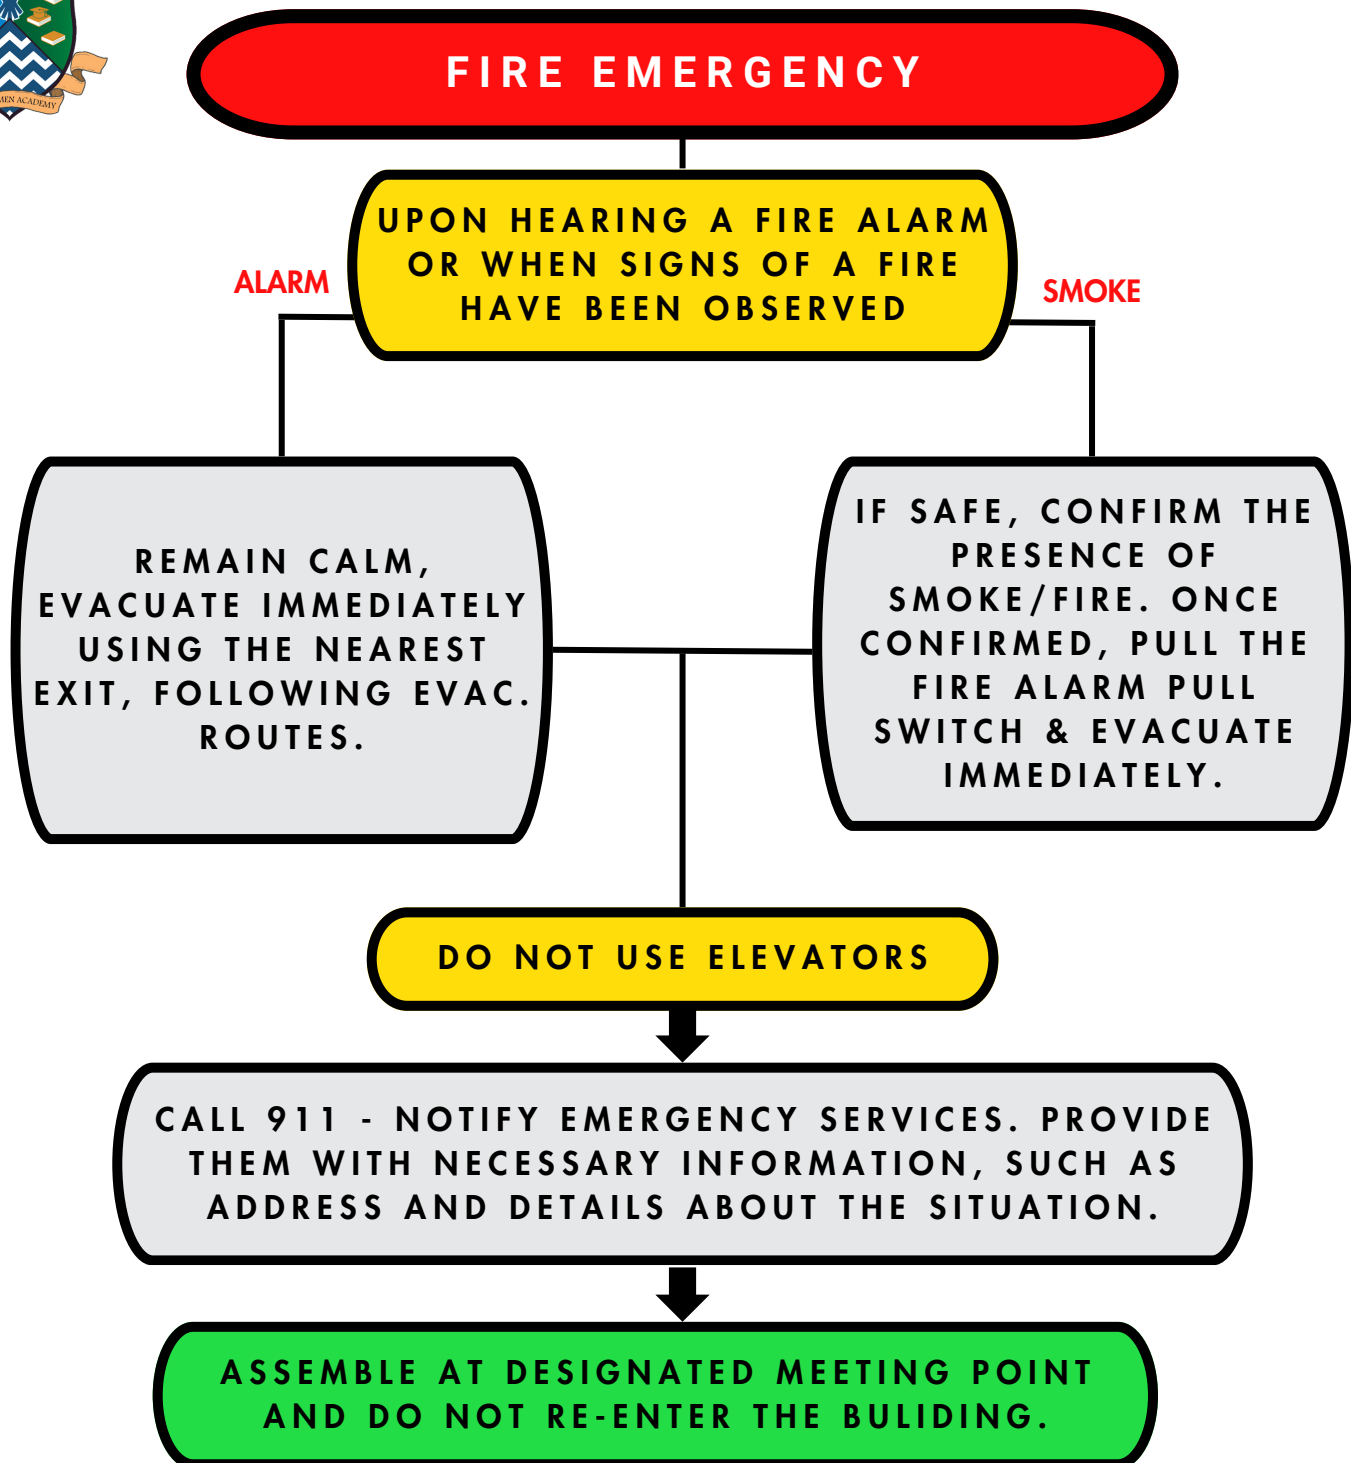 MEN ACADEMY
FIRE EMERGENCY
UPON HEARING A FIRE ALARM
OR WHEN SIGNS OF A FIRE
HAVE BEEN OBSERVED
ALARM
SMOKE
REMAIN CALM,
EVACUATE IMMEDIATELY
USING THE NEAREST
EXIT, FOLLOWING EVAC.
ROUTES.
IF SAFE, CONFIRM THE
PRESENCE OF
SMOKE/FIRE. ONCE
CONFIRMED, PULL THE
FIRE ALARM PULL
SWITCH & EVACUATE
IMMEDIATELY.
DO NOT USE ELEVATORS
CALL 911 - NOTIFY EMERGENCY SERVICES. PROVIDE
THEM WITH NECESSARY INFORMATION, SUCH AS
ADDRESS AND DETAILS ABOUT THE SITUATION.
ASSEMBLE AT DESIGNATED MEETING POINT
AND DO NOT RE-ENTER THE BULIDING.